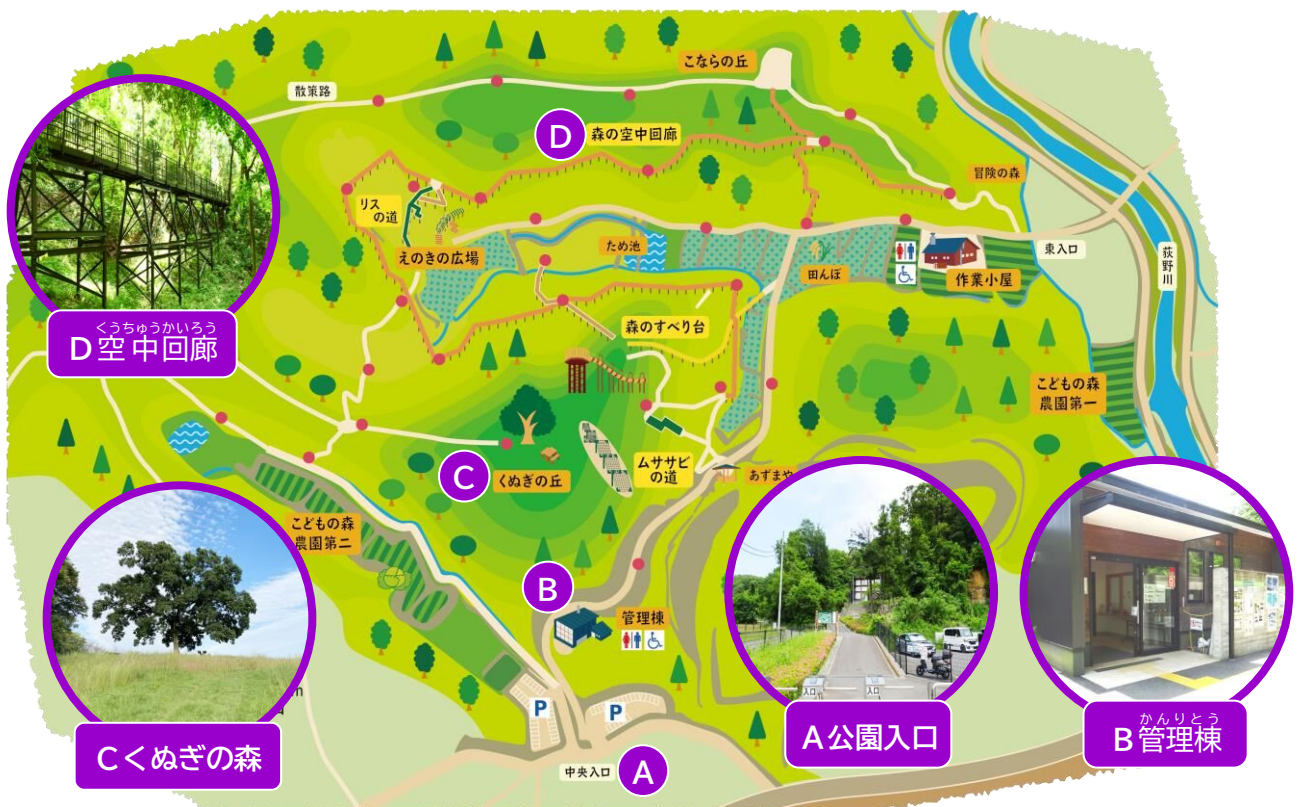 こならの丘
散策路
D
森の空中回廊
冒険の森
リス
の道
えのきの広場
ため池
田んぼ
作業小屋
東入口
荻野川
くうちゅうかいろう
D空中回廊
森のすべり台
こどもの森
農園第一
C
くぬぎの丘
ムササビ
の道
あずまや
こどもの森
農園第二
B
管理棟
P
P
中央入口
A
入口
入口
Cくぬぎの森
A公園入口
かんりとう
B管理棟